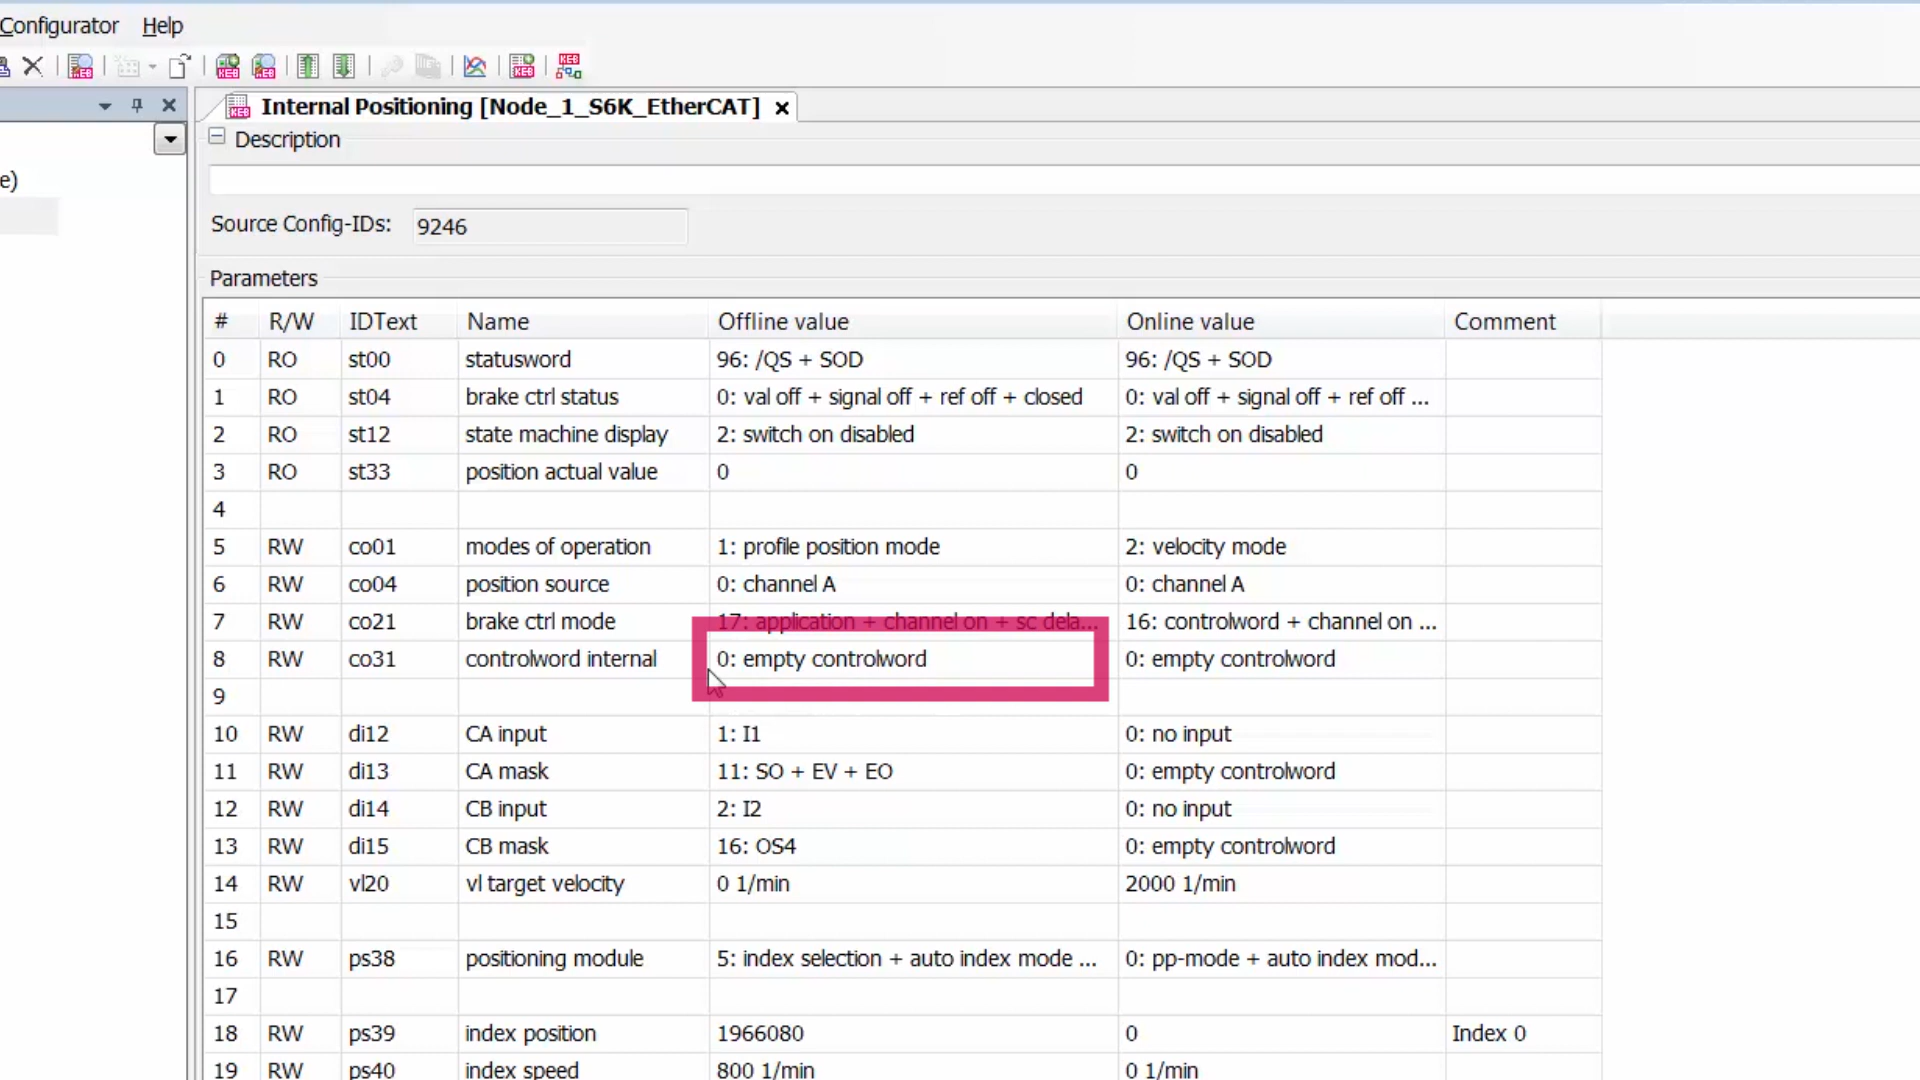 Configurator Help
Internal Positioning [Node_1_S6K_EtherCAT]
Description
e)
Source Config-IDs: 9246
Parameters
# R/W IDText Name Offline value Online value Comment
0 RO st00 statusword 96: /QS + SOD 96: /QS + SOD
1 RO st04 brake ctrl status 0: val off + signal off + ref off + closed 0: val off + signal off + ref off ...
2 RO st12 state machine display 2: switch on disabled 2: switch on disabled
3 RO st33 position actual value 0 0
4
5 RW co01 modes of operation 1: profile position mode 2: velocity mode
6 RW co04 position source 0: channel A 0: channel A
7 RW co21 brake ctrl mode 17: application + channel on + sc dela... 16: controlword + channel on ...
8 RW co31 controlword internal 0: empty controlword 0: empty controlword
9
10 RW di12 CA input 1: I1 0: no input
11 RW di13 CA mask 11: SO + EV + EO 0: empty controlword
12 RW di14 CB input 2: I2 0: no input
13 RW di15 CB mask 16: OS4 0: empty controlword
14 RW vl20 vl target velocity 0 1/min 2000 1/min
15
16 RW ps38 positioning module 5: index selection + auto index mode ... 0: pp-mode + auto index mod...
17
18 RW ps39 index position 1966080 0 Index 0
19 RW ps40 index speed 800 1/min 0 1/min